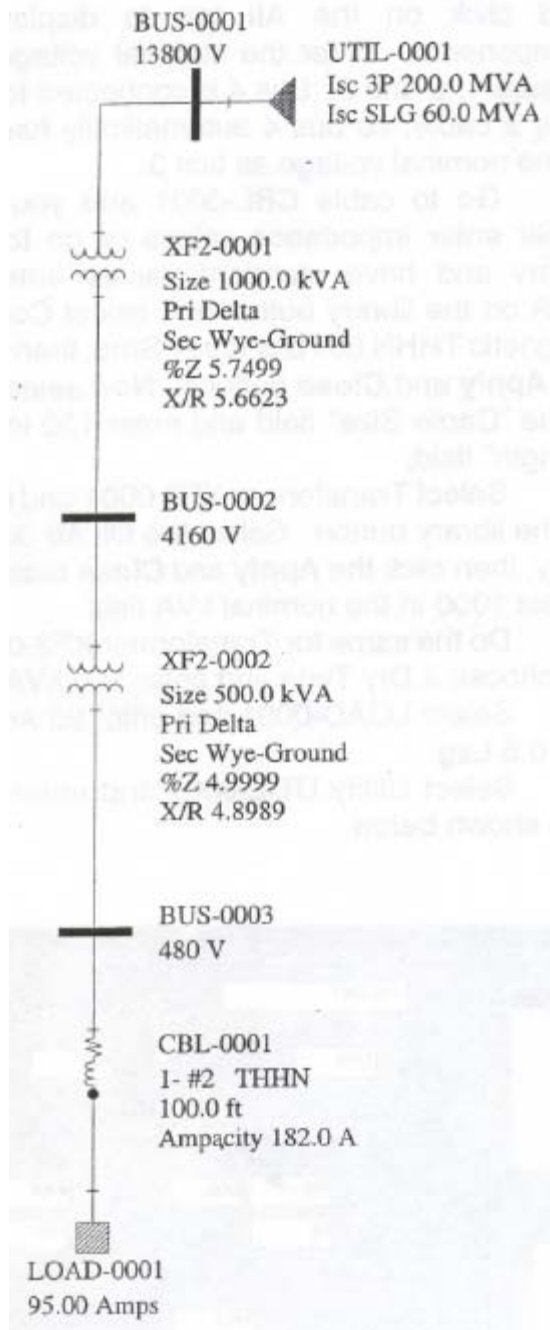 BUS-0001
13800 V
UTIL-0001
Isc 3P 200.0 MVA
Isc SLG 60.0 MVA
XF2-0001
Size 1000.0 kVA
Pri Delta
Sec Wye-Ground
%Z 5.7499
X/R 5.6623
BUS-0002
4160 V
XF2-0002
Size 500.0 kVA
Pri Delta
Sec Wye-Ground
%Z 4.9999
X/R 4.8989
BUS-0003
480 V
CBL-0001
1- #2 THHN
100.0 ft
Ampacity 182.0 A
LOAD-0001
95.00 Amps